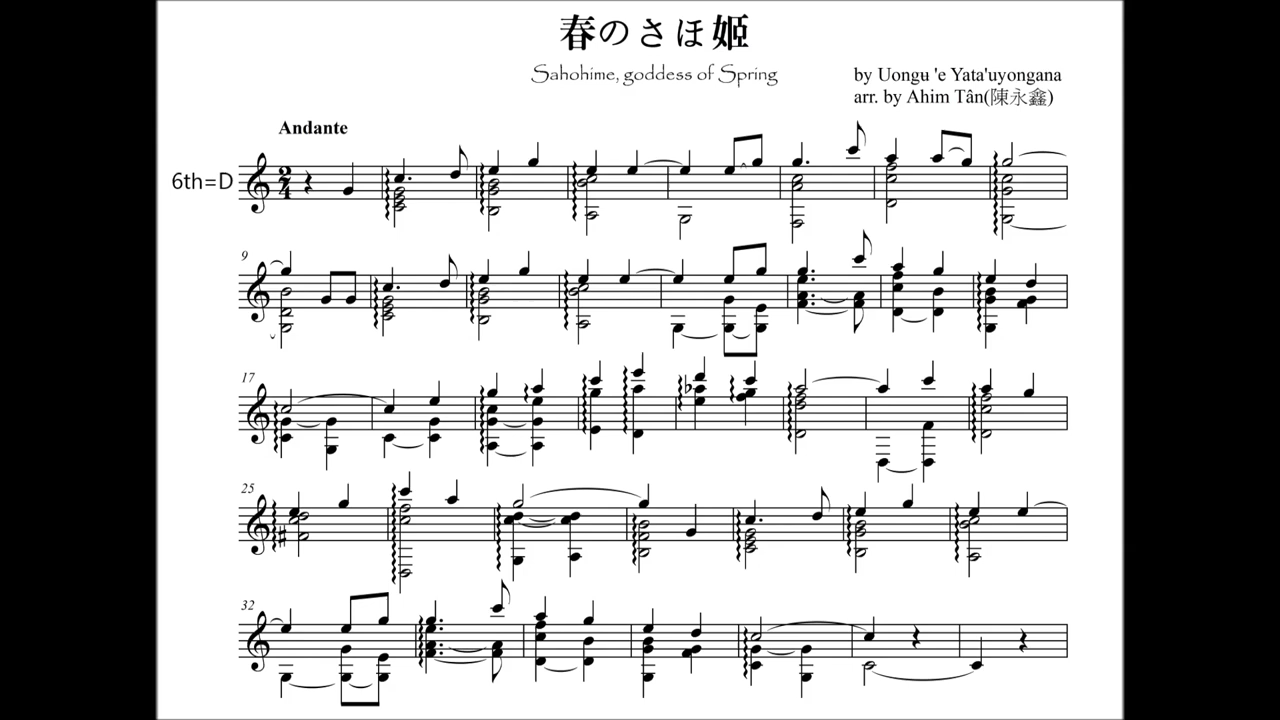 春のさほ姫
Sahohime, goddess of Spring
by Uongʉ 'e Yata'uyongana
arr. by Ahim Tân(陳永鑫)
Andante
6th=D
2
4
9
17
25
32